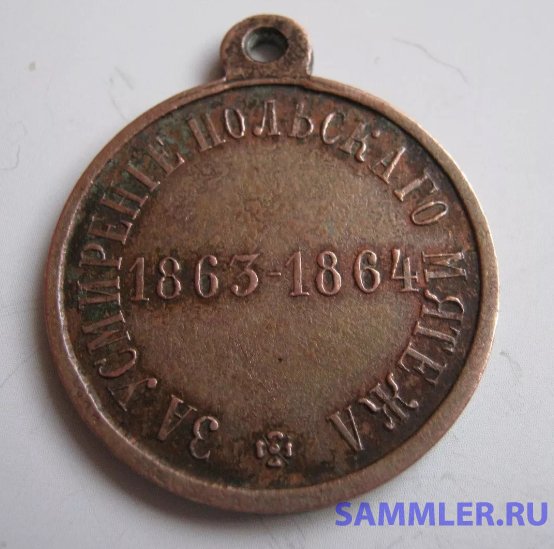 ЗА УСМИРЕНІЕ ПОЛЬСКАГО МЯТЕЖА
1863-1864
SAMMLER.RU